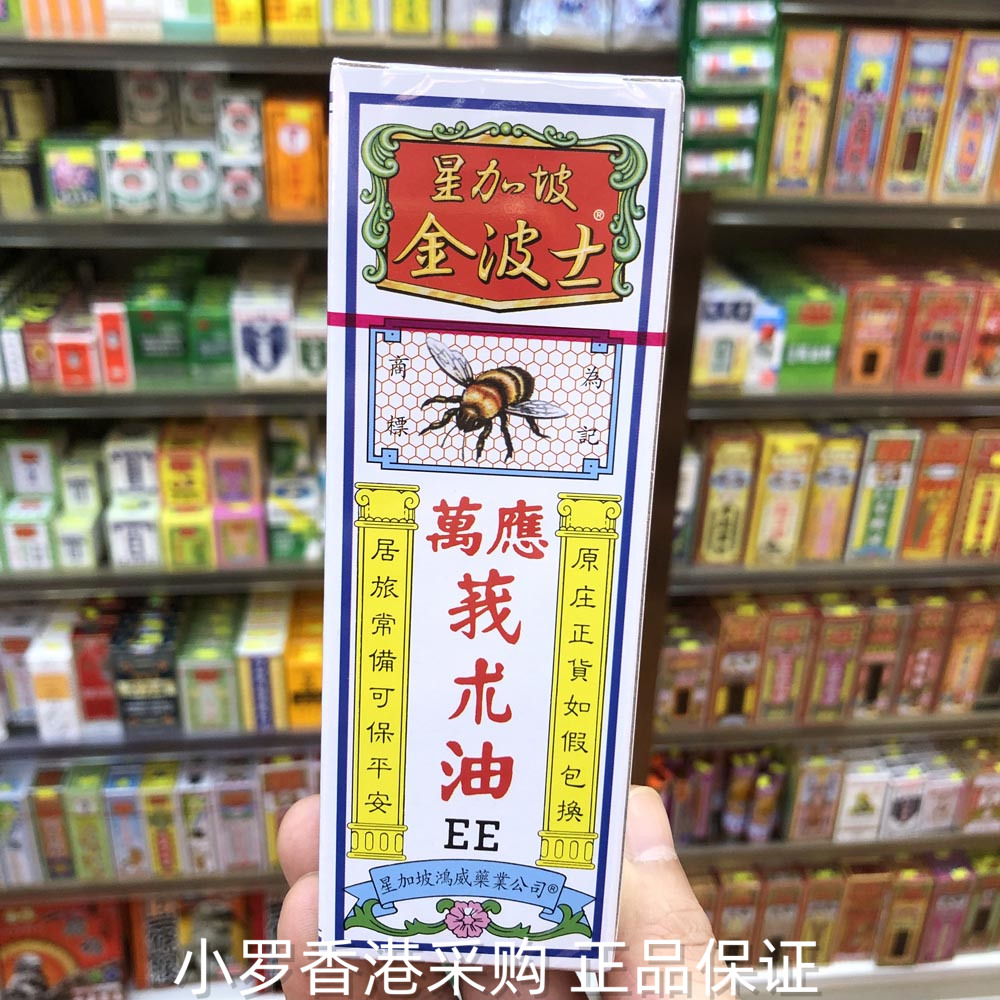 星加坡
金波士®
商標
為記
萬應
莪朮油
EE
居旅常備可保平安
原庄正貨如假包換
星加坡鴻威藥業公司®
小罗香港采购 正品保证